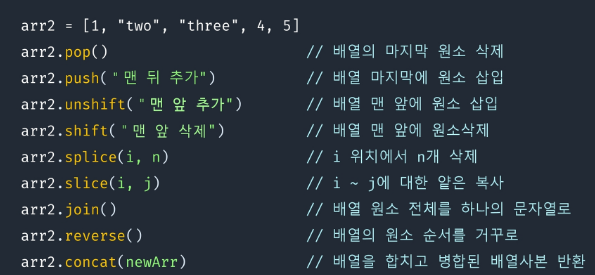 arr2 = [1, "two", "three", 4, 5]
arr2.pop() // 배열의 마지막 원소 삭제
arr2.push("맨 뒤 추가") // 배열 마지막에 원소 삽입
arr2.unshift("맨 앞 추가") // 배열 맨 앞에 원소 삽입
arr2.shift("맨 앞 삭제") // 배열 맨 앞에 원소삭제
arr2.splice(i, n) // i 위치에서 n개 삭제
arr2.slice(i, j) // i ~ j에 대한 얕은 복사
arr2.join() // 배열 원소 전체를 하나의 문자열로
arr2.reverse() // 배열의 원소 순서를 거꾸로
arr2.concat(newArr) // 배열을 합치고 병합된 배열사본 반환